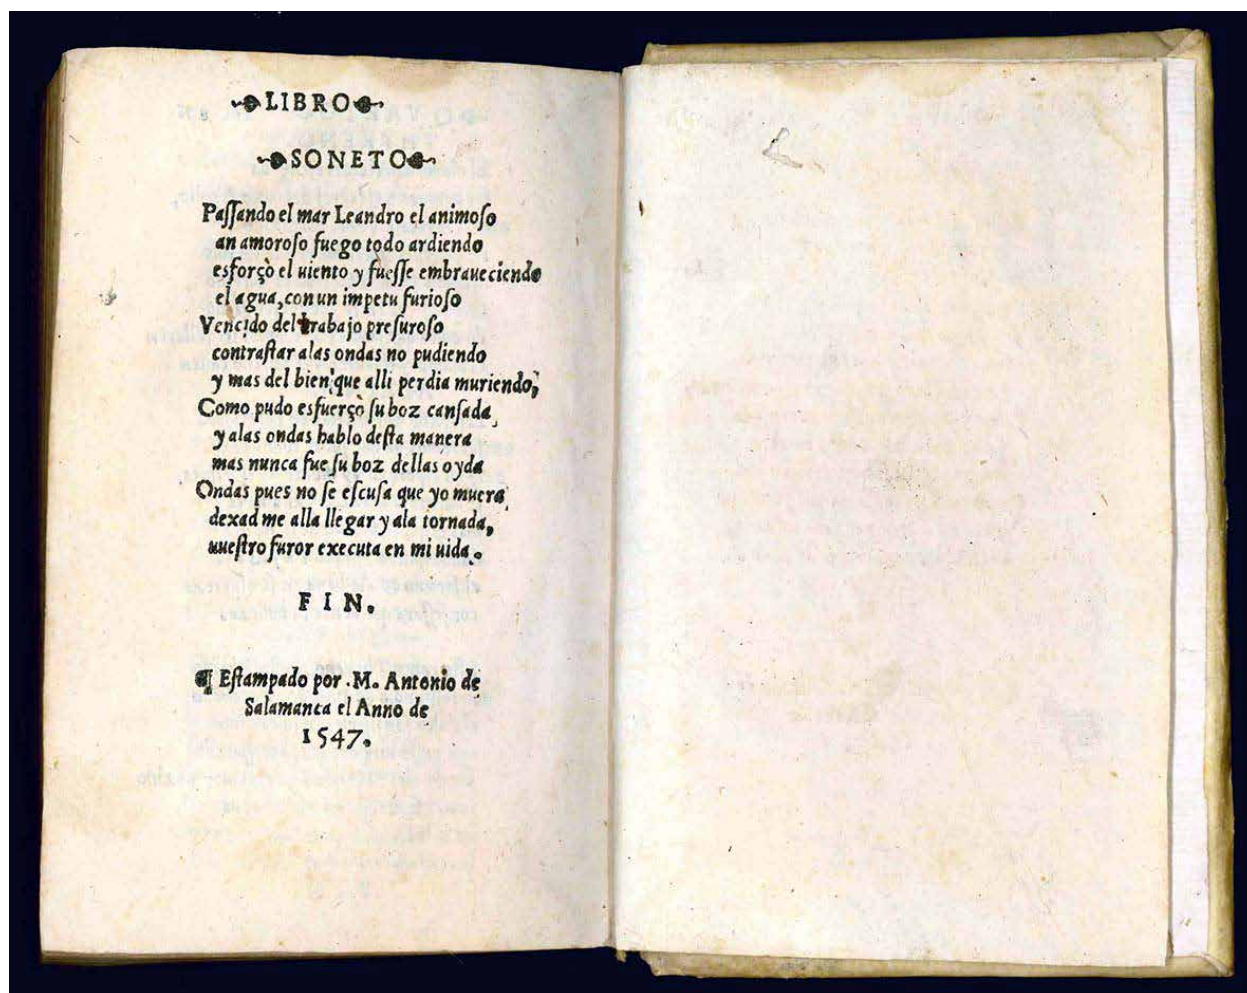 LIBRO
SONETO
Paſſando el mar Leandro el animoſo
an amoroſo fuego todo ardiendo
esforçò el uiento y fueſſe embraueciendo
el agua, con un impetu furioſo
Vencido del trabajo preſuroſo
contraſtar alas ondas no pudiendo
y mas del bien que alli perdia muriendo,
Como pudo esfuerçò ſu boz canſada,
y alas ondas hablo deſta manera
mas nunca fue ſu boz dellas oyda
Ondas pues no ſe eſcuſa que yo muera
dexad me alla llegar y ala tornada,
uueſtro furor executa en mi uida.
FIN.
¶ Eſtampado por .M. Antonio de
Salamanca el Anno de
1547.